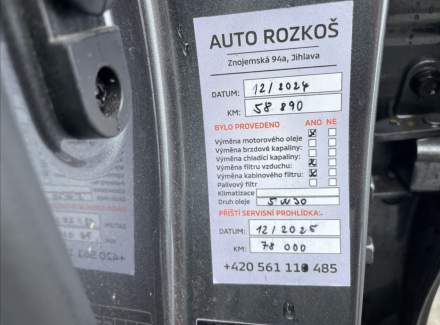 AUTO ROZKOŠ
Znojemská 94a, Jihlava
DATUM: 12/2024
KM: 58 890
BYLO PROVEDENO ANO NE
Výměna motorového oleje
Výměna brzdové kapaliny:
Výměna chladící kapaliny:
Výměna filtru vzduchu:
Výměna kabinového filtru:
Palivový filtr
Klimatizace
Druh oleje 5W30
PŘÍŠTÍ SERVISNÍ PROHLÍDKA:.
DATUM: 12/2025
KM: 78 000
+420 561 110 485